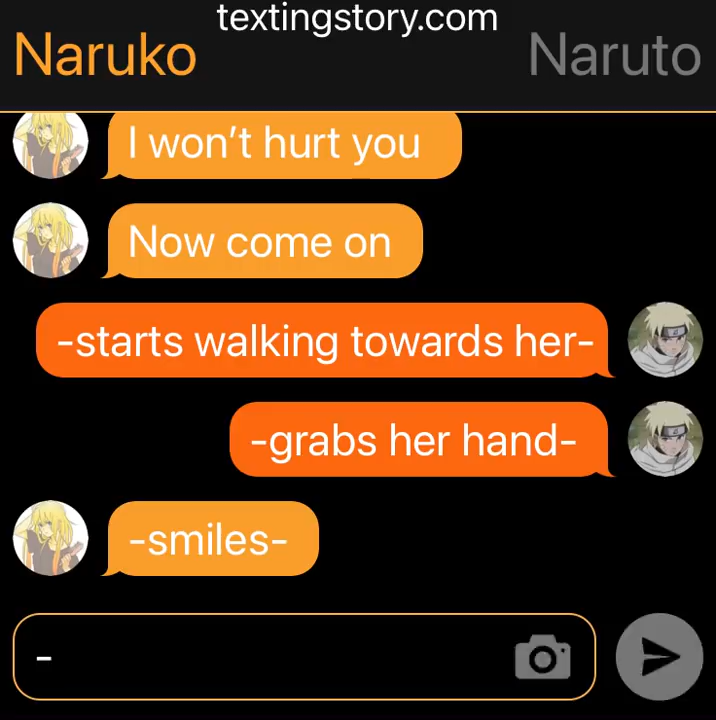 textingstory.com
Naruko
Naruto
I won’t hurt you
Now come on
-starts walking towards her-
-grabs her hand-
-smiles-
-